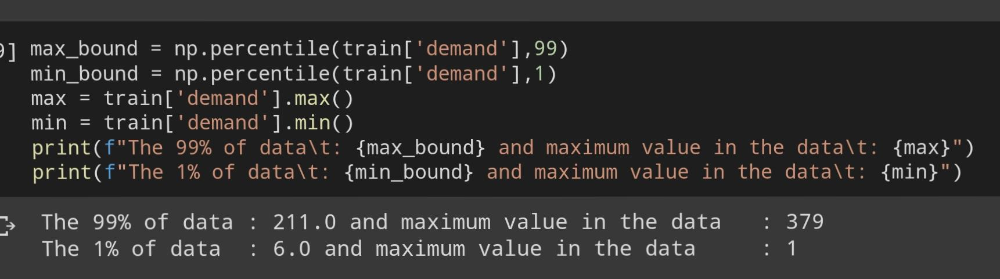 9] max_bound = np.percentile(train['demand'],99)
min_bound = np.percentile(train['demand'],1)
max = train['demand'].max()
min = train['demand'].min()
print(f"The 99% of data\t: {max_bound} and maximum value in the data\t: {max}")
print(f"The 1% of data\t: {min_bound} and maximum value in the data\t: {min}")
The 99% of data : 211.0 and maximum value in the data : 379
The 1% of data : 6.0 and maximum value in the data : 1